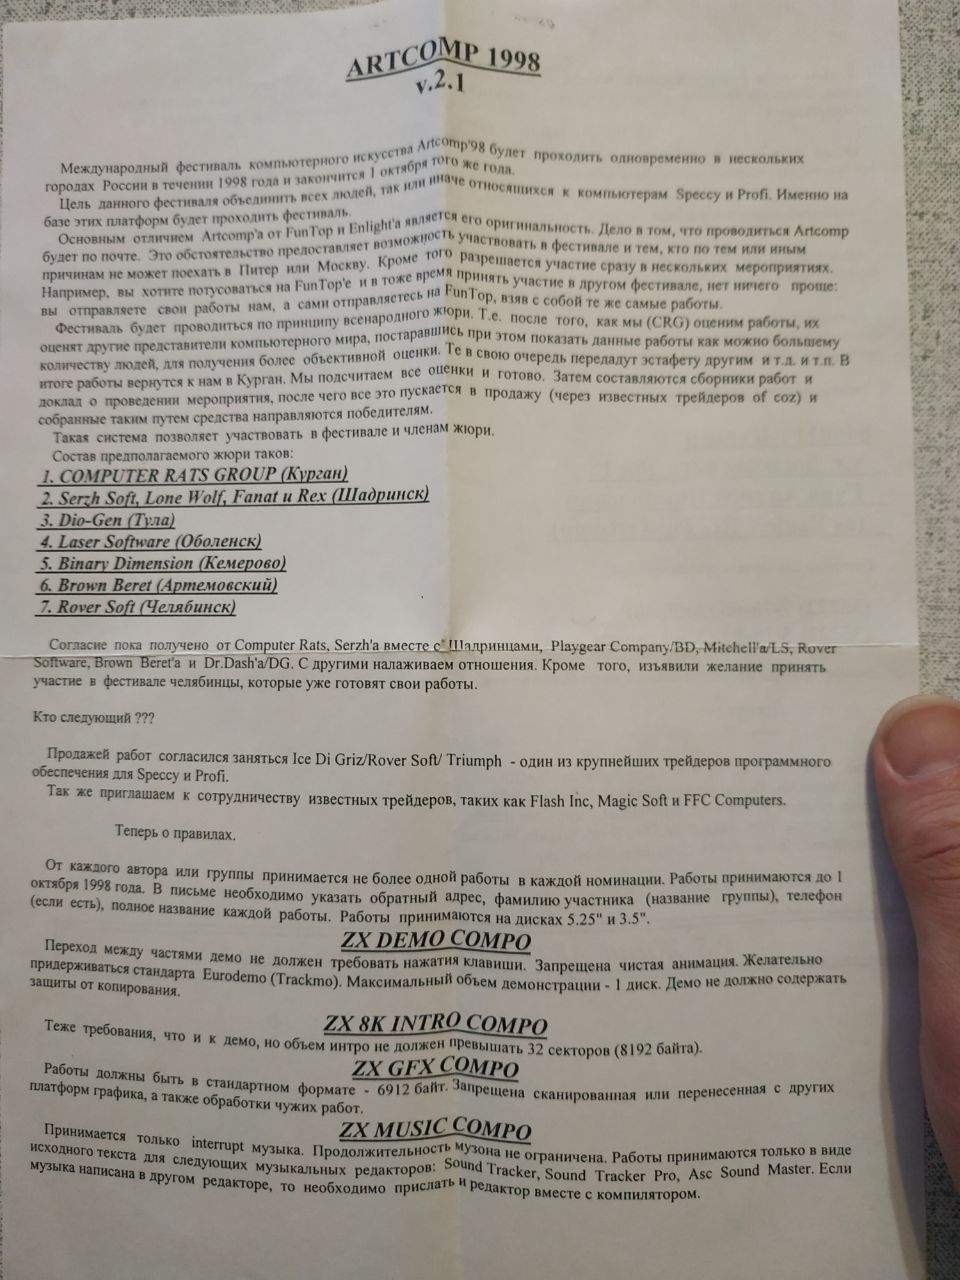 ARTCOMP 1998
v.2.1
Международный фестиваль компьютерного искусства Artcomp'98 будет проходить одновременно в нескольких
городах России в течении 1998 года и закончится 1 октября того же года.
Цель данного фестиваля объединить всех людей, так или иначе относящихся к компьютерам Speccy и Profi. Именно на
базе этих платформ будет проходить фестиваль.
Основным отличием Artcomp'a от FunTop и Enlight'a является его оригинальность. Дело в том, что проводиться Artcomp
будет по почте. Это обстоятельство предоставляет возможность участвовать в фестивале и тем, кто по тем или иным
причинам не может поехать в Питер или Москву. Кроме того разрешается участие сразу в нескольких мероприятиях.
Например, вы хотите потусоваться на FunTop'e и в тоже время принять участие в другом фестивале, нет ничего проще:
вы отправляете свои работы нам, а сами отправляетесь на FunTop, взяв с собой те же самые работы.
Фестиваль будет проводиться по принципу всенародного жюри. Т.е. после того, как мы (CRG) оценим работы, их
оценят другие представители компьютерного мира, постаравшись при этом показать данные работы как можно большему
количеству людей, для получения более объективной оценки. Те в свою очередь передадут эстафету другим и т.д. и т.п. В
итоге работы вернутся к нам в Курган. Мы подсчитаем все оценки и готово. Затем составляются сборники работ и
доклад о проведении мероприятия, после чего все это пускается в продажу (через известных трейдеров of coz) и
собранные таким путем средства направляются победителям.
Такая система позволяет участвовать в фестивале и членам жюри.
Состав предполагаемого жюри таков:
1. COMPUTER RATS GROUP (Курган)
2. Serzh Soft, Lone Wolf, Fanat и Rex (Шадринск)
3. Dio-Gen (Тула)
4. Laser Software (Оболенск)
5. Binary Dimension (Кемерово)
6. Brown Beret (Артемовский)
7. Rover Soft (Челябинск)
Согласие пока получено от Computer Rats, Serzh'a вместе с Шадринцами, Playgear Company/BD, Mitchell'a/LS, Rover
Software, Brown Beret'a и Dr.Dash'a/DG. С другими налаживаем отношения. Кроме того, изъявили желание принять
участие в фестивале челябинцы, которые уже готовят свои работы.
Кто следующий ???
Продажей работ согласился заняться Ice Di Griz/Rover Soft/ Triumph - один из крупнейших трейдеров программного
обеспечения для Speccy и Profi.
Так же приглашаем к сотрудничеству известных трейдеров, таких как Flash Inc, Magic Soft и FFC Computers.
Теперь о правилах.
От каждого автора или группы принимается не более одной работы в каждой номинации. Работы принимаются до 1
октября 1998 года. В письме необходимо указать обратный адрес, фамилию участника (название группы), телефон
(если есть), полное название каждой работы. Работы принимаются на дисках 5.25" и 3.5".
ZX DEMO COMPO
Переход между частями демо не должен требовать нажатия клавиши. Запрещена чистая анимация. Желательно
придерживаться стандарта Eurodemo (Trackmo). Максимальный объем демонстрации - 1 диск. Демо не должно содержать
защиты от копирования.
ZX 8K INTRO COMPO
Теже требования, что и к демо, но объем интро не должен превышать 32 секторов (8192 байта).
ZX GFX COMPO
Работы должны быть в стандартном формате - 6912 байт. Запрещена сканированная или перенесенная с других
платформ графика, а также обработки чужих работ.
ZX MUSIC COMPO
Принимается только interrupt музыка. Продолжительность музона не ограничена. Работы принимаются только в виде
исходного текста для следующих музыкальных редакторов: Sound Tracker, Sound Tracker Pro, Asc Sound Master. Если
музыка написана в другом редакторе, то необходимо прислать и редактор вместе с компилятором.